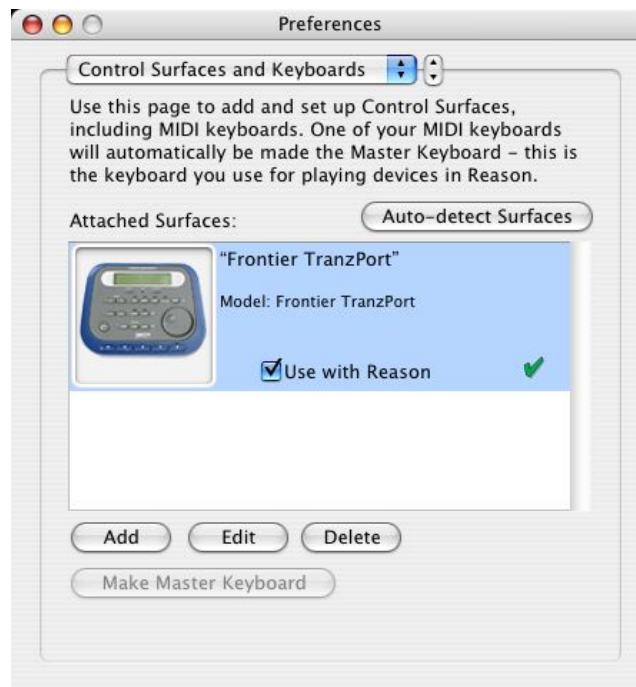 Preferences
Control Surfaces and Keyboards
Use this page to add and set up Control Surfaces,
including MIDI keyboards. One of your MIDI keyboards
will automatically be made the Master Keyboard – this is
the keyboard you use for playing devices in Reason.
Attached Surfaces:
Auto-detect Surfaces
“Frontier TranzPort”
Model: Frontier TranzPort
Use with Reason
Add
Edit
Delete
Make Master Keyboard